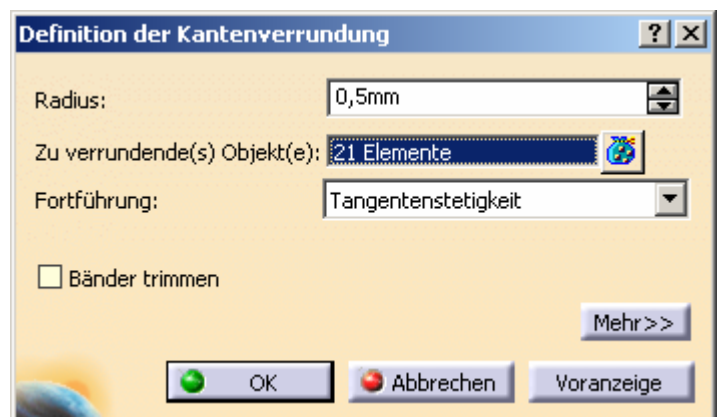 Definition der Kantenverrundung ? X
Radius: 0,5mm
Zu verrundende(s) Objekt(e): 21 Elemente
Fortführung: Tangentenstetigkeit
Bänder trimmen
Mehr>>
OK Abbrechen Voranzeige